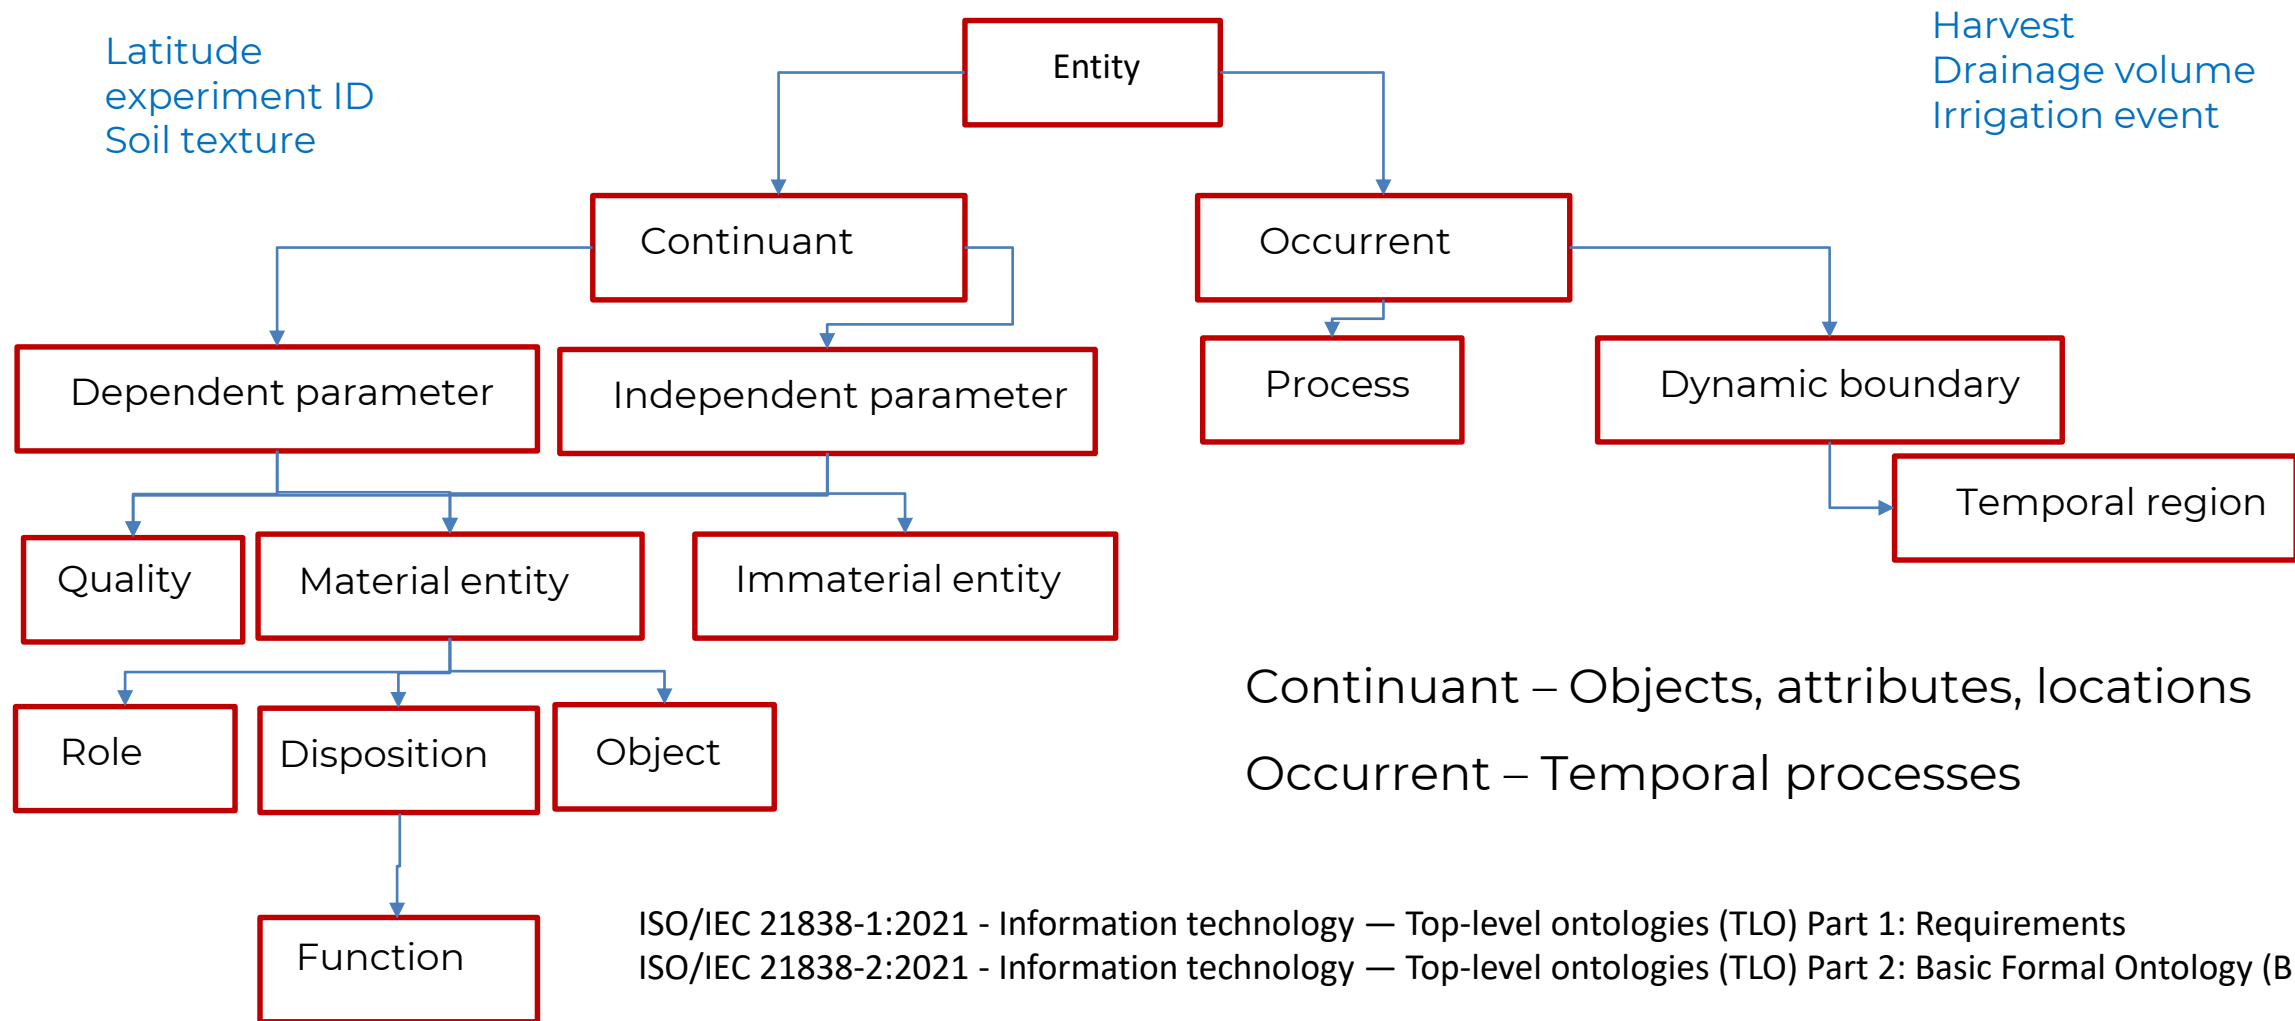 Latitude
experiment ID
Soil texture
Entity
Harvest
Drainage volume
Irrigation event
Continuant
Occurrent
Dependent parameter
Independent parameter
Process
Dynamic boundary
Temporal region
Quality
Material entity
Immaterial entity
Role
Disposition
Object
Continuant – Objects, attributes, locations
Occurrent – Temporal processes
Function
ISO/IEC 21838-1:2021 - Information technology — Top-level ontologies (TLO) Part 1: Requirements
ISO/IEC 21838-2:2021 - Information technology — Top-level ontologies (TLO) Part 2: Basic Formal Ontology (B